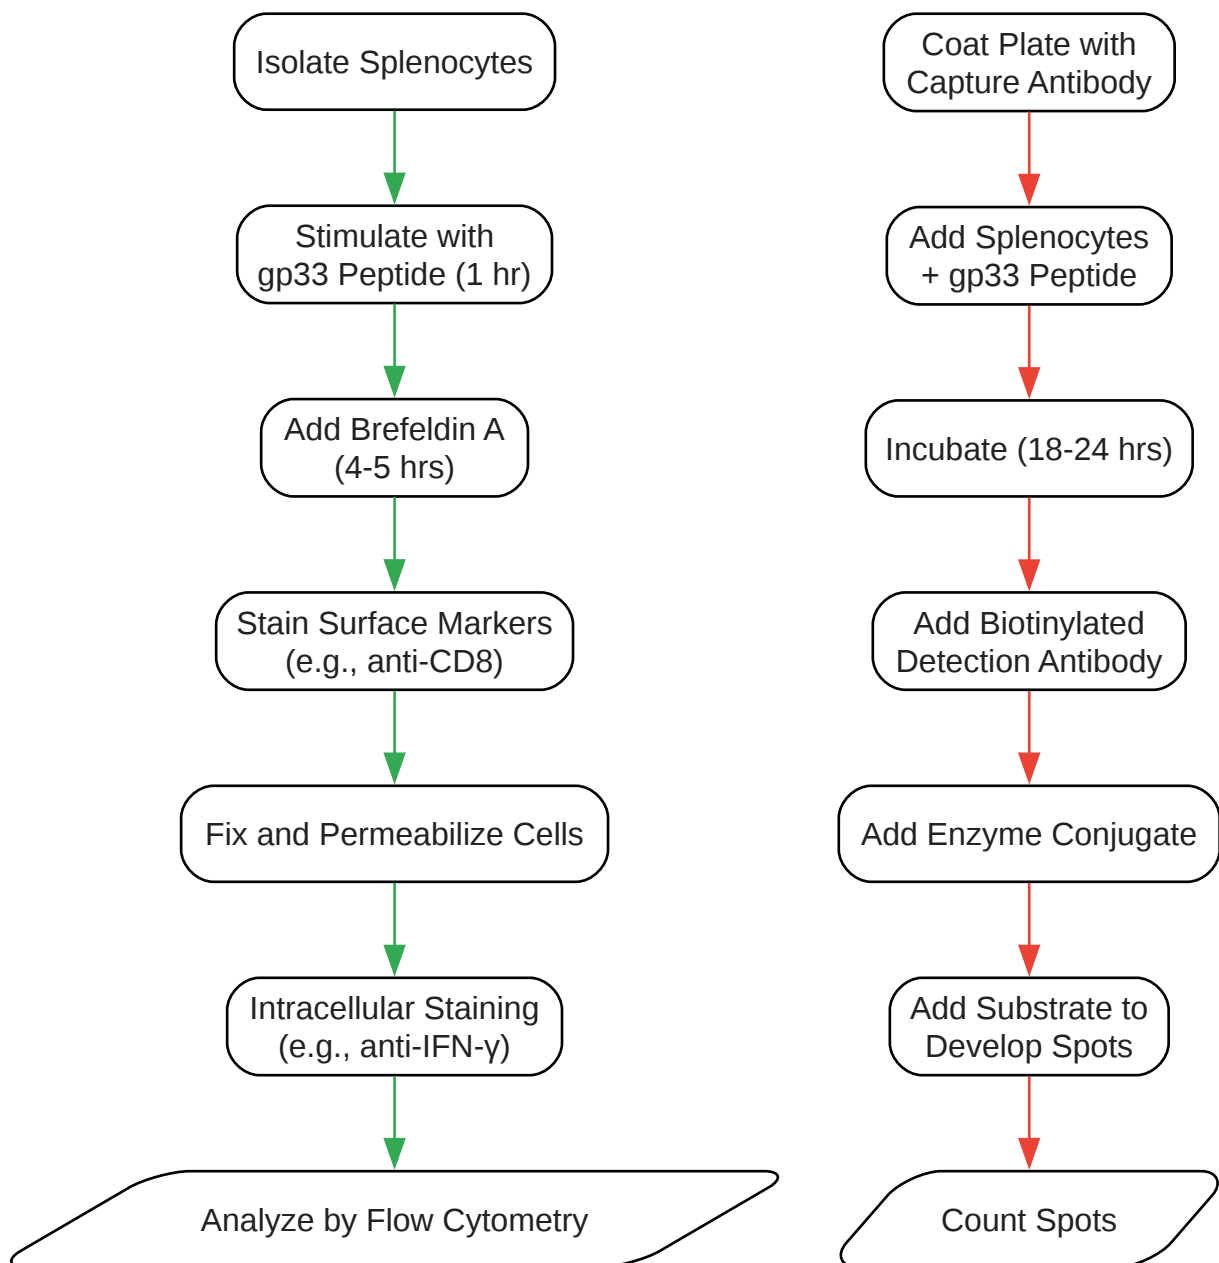 Isolate Splenocytes
Stimulate with
gp33 Peptide (1 hr)
Add Brefeldin A
(4-5 hrs)
Stain Surface Markers
(e.g., anti-CD8)
Fix and Permeabilize Cells
Intracellular Staining
(e.g., anti-IFN-γ)
Analyze by Flow Cytometry
Coat Plate with
Capture Antibody
Add Splenocytes
+ gp33 Peptide
Incubate (18-24 hrs)
Add Biotinylated
Detection Antibody
Add Enzyme Conjugate
Add Substrate to
Develop Spots
Count Spots